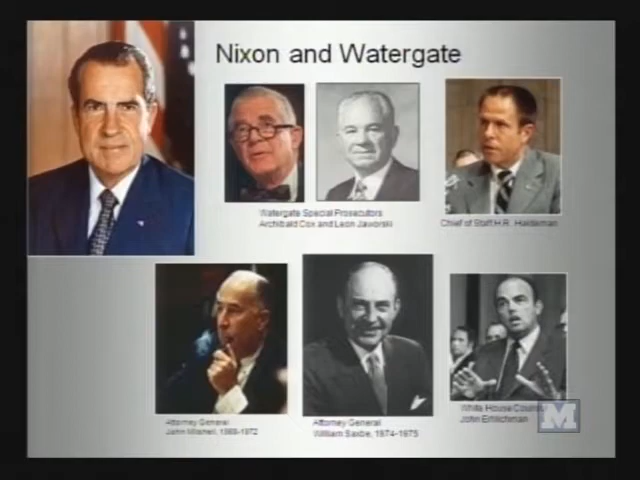 Nixon and Watergate
Watergate Special Prosecutors
Archibald Cox and Leon Jaworski
Chief of Staff H.R. Haldeman
Attorney General
John Mitchell, 1969-1972
Attorney General
William Saxbe, 1974-1975
White House Counsel
John Ehrlichman
M